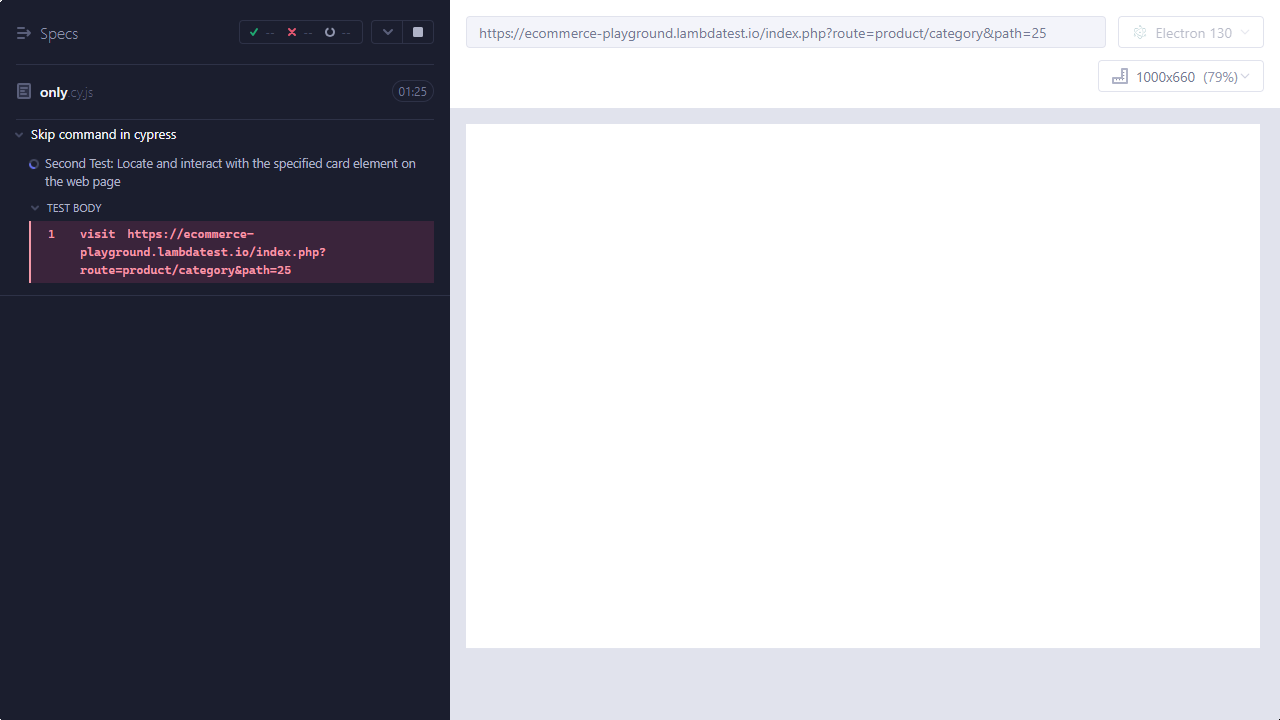 Specs
--
--
--
only.cy.js
01:25
Skip command in cypress
Second Test: Locate and interact with the specified card element on
the web page
TEST BODY
1 visit https://ecommerce-
playground.lambdatest.io/index.php?
route=product/category&path=25
https://ecommerce-playground.lambdatest.io/index.php?route=product/category&path=25
Electron 130
1000x660 (79%)